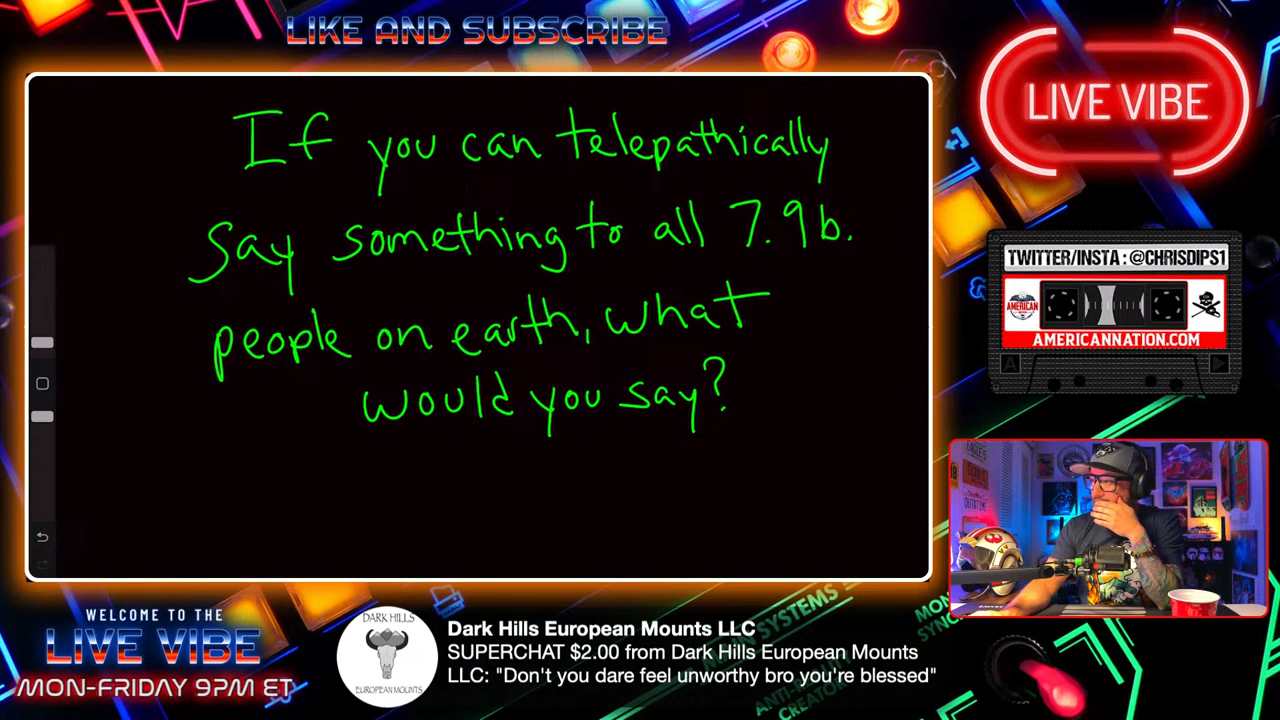 LIKE AND SUBSCRIBE
If you can telepathically
say something to all 7.9b.
people on earth, what
would you say?
LIVE VIBE
TWITTER/INSTA : @CHRISDIPS1
AMERICAN
AMERICANNATION.COM
A
WELCOME TO THE
LIVE VIBE
MON-FRIDAY 9PM ET
DARK HILLS
EUROPEAN MOUNTS
Dark Hills European Mounts LLC
SUPERCHAT $2.00 from Dark Hills European Mounts
LLC: "Don't you dare feel unworthy bro you're blessed"
SYSTEMS